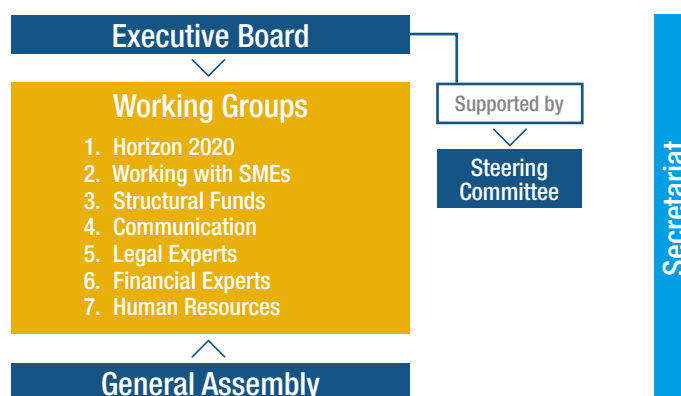 Executive Board
Working Groups
1. Horizon 2020
2. Working with SMEs
3. Structural Funds
4. Communication
5. Legal Experts
6. Financial Experts
7. Human Resources
General Assembly
Supported by
Steering
Committee
Secretariat